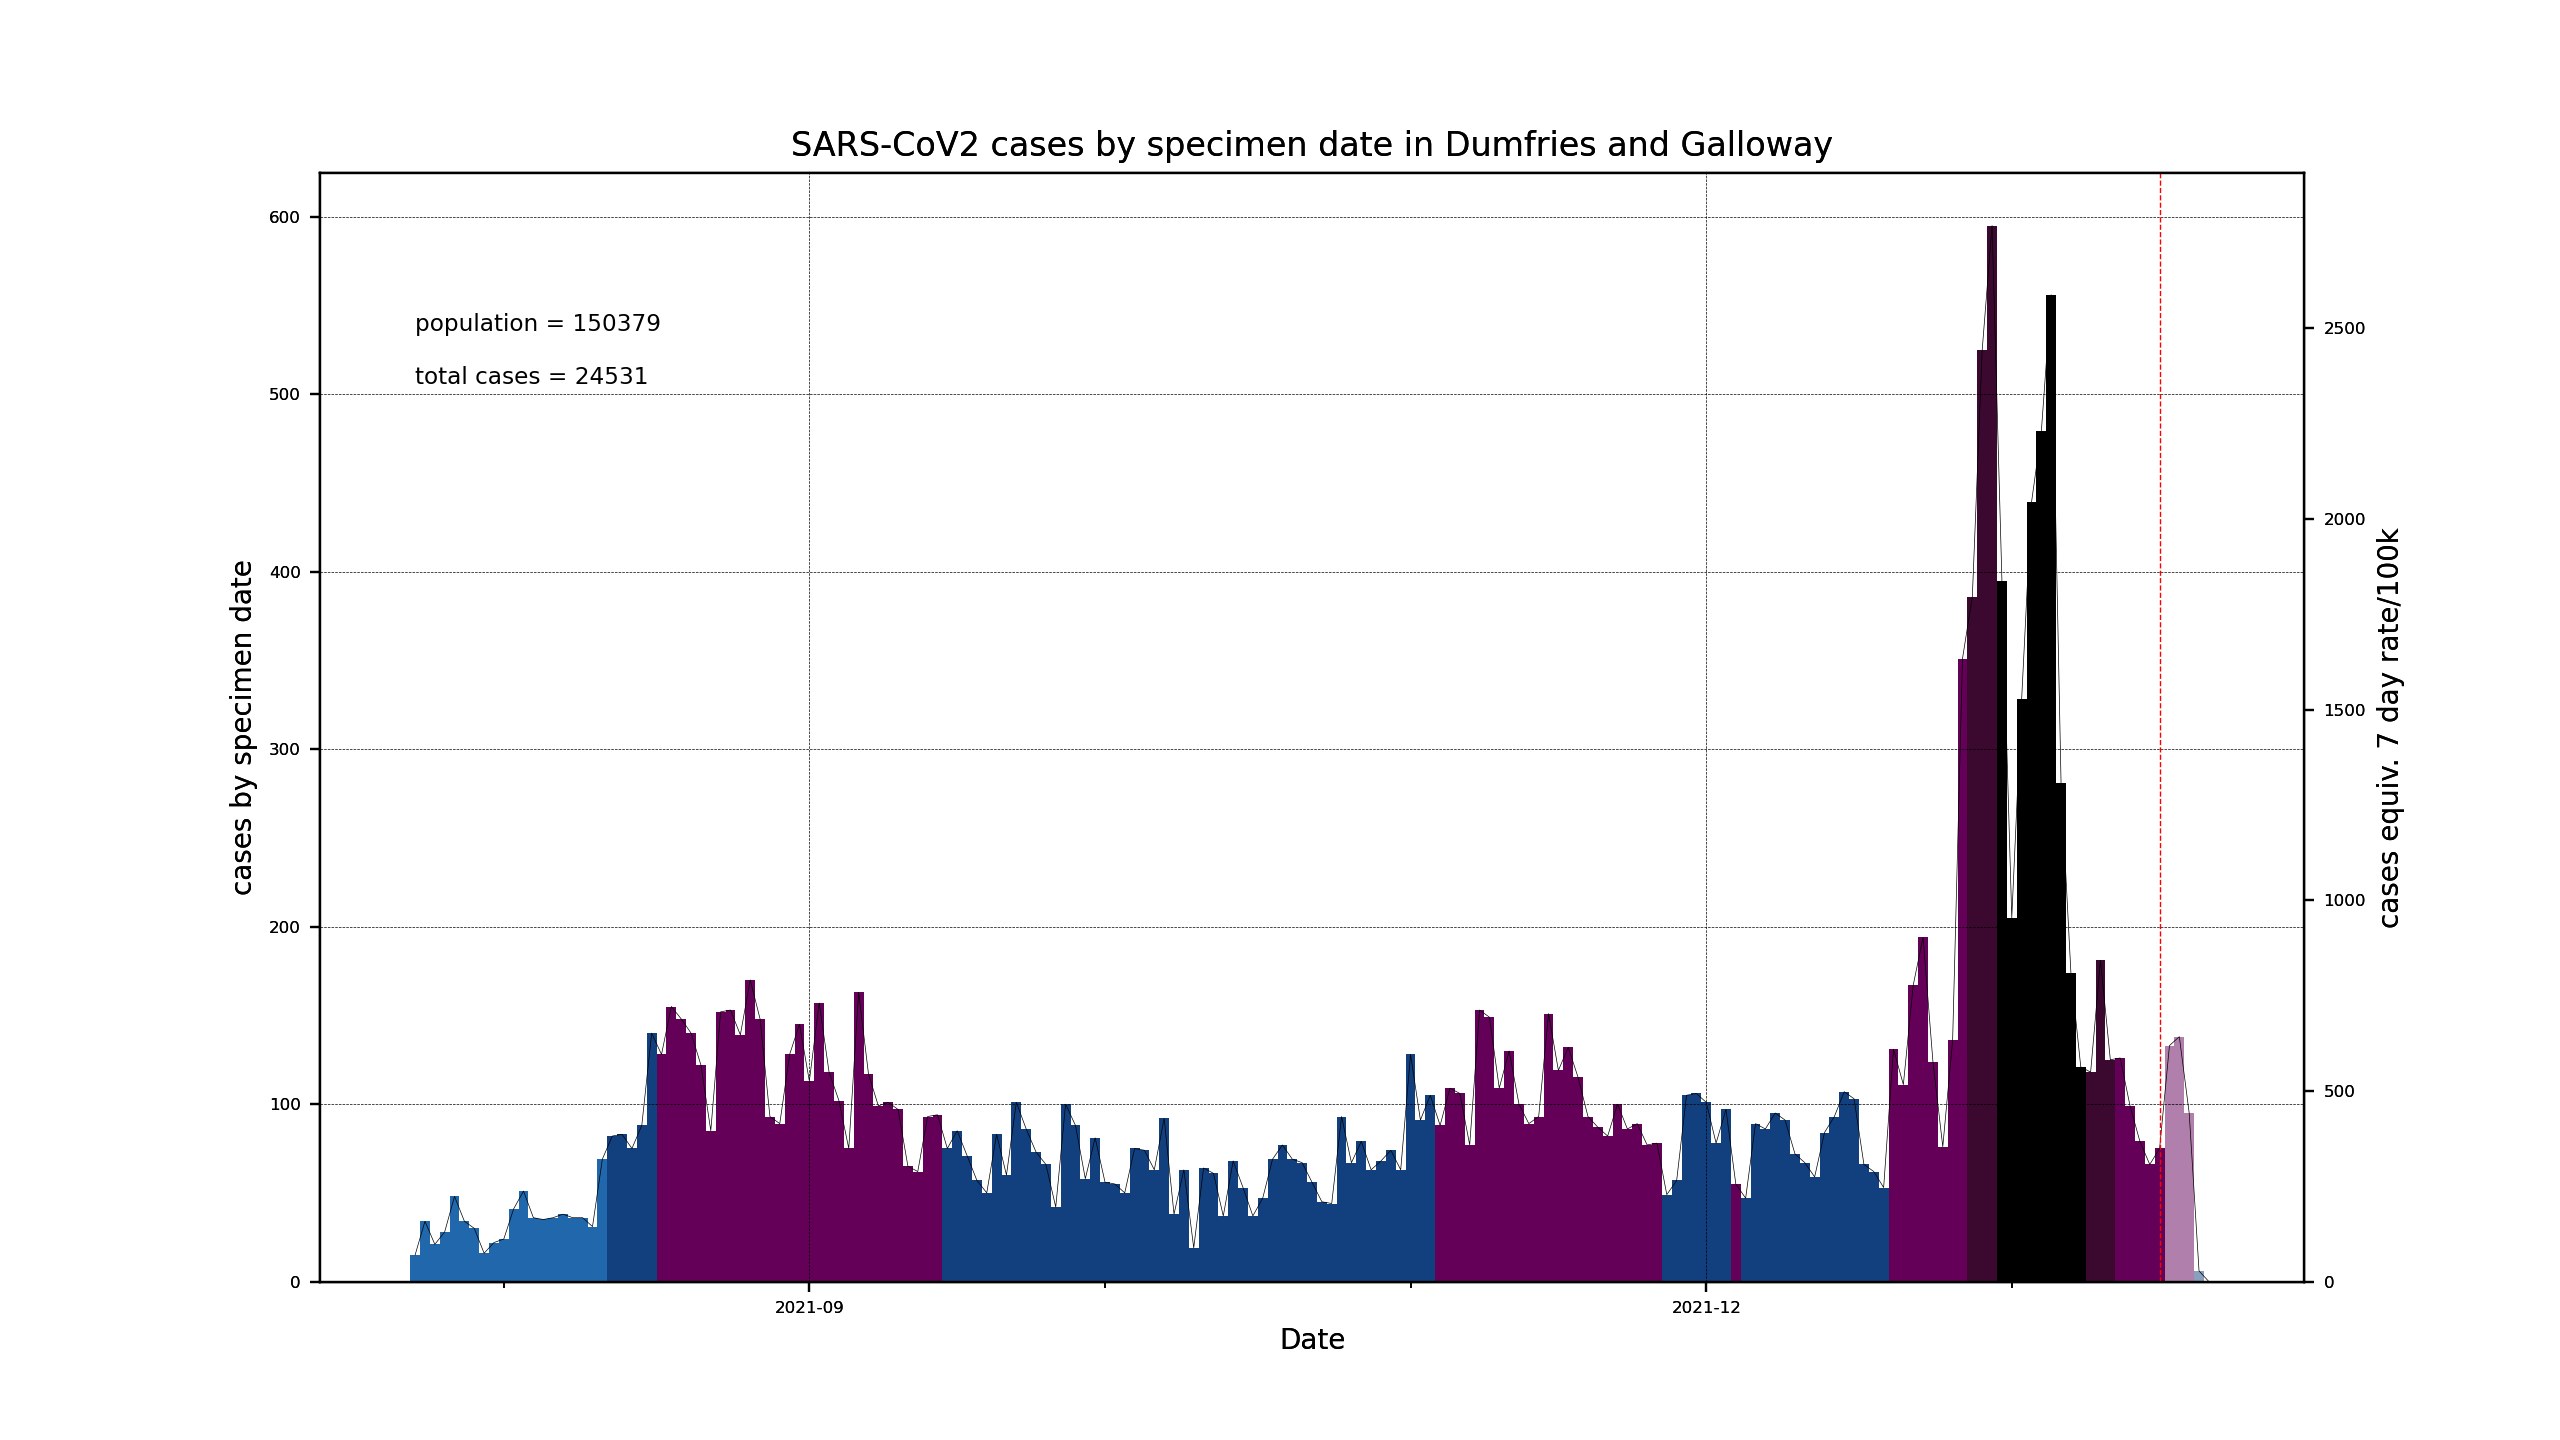 SARS-CoV2 cases by specimen date in Dumfries and Galloway
population = 150379
total cases = 24531
cases by specimen date
600
500
400
300
200
100
0
2500
2000
1500
1000
500
0
cases equiv. 7 day rate/100k
2021-09
2021-12
Date